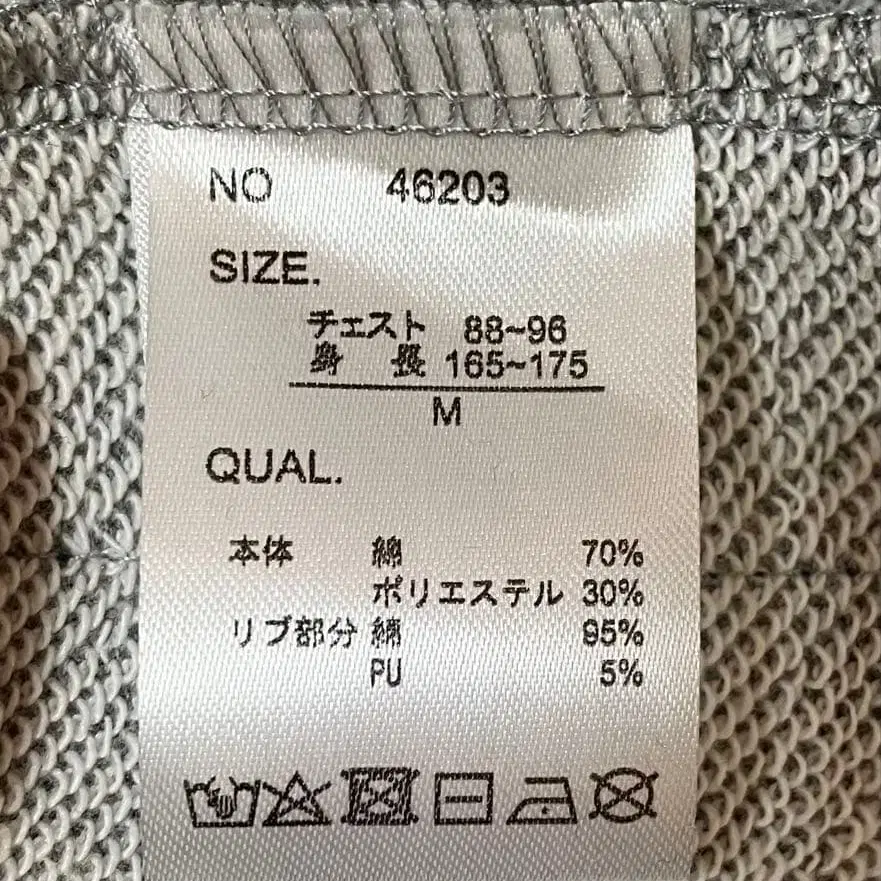 NO 46203
SIZE.
チェスト 88~96
身 長 165~175
M
QUAL.
本体 綿 70%
ポリエステル 30%
リブ部分 綿 95%
PU 5%